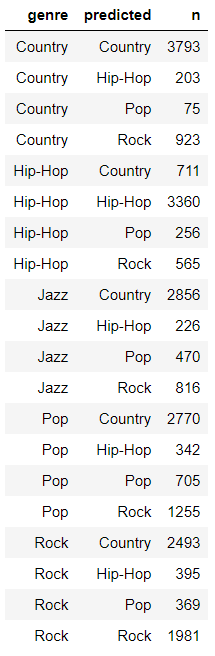 genre predicted n
Country Country 3793
Country Hip-Hop 203
Country Pop 75
Country Rock 923
Hip-Hop Country 711
Hip-Hop Hip-Hop 3360
Hip-Hop Pop 256
Hip-Hop Rock 565
Jazz Country 2856
Jazz Hip-Hop 226
Jazz Pop 470
Jazz Rock 816
Pop Country 2770
Pop Hip-Hop 342
Pop Pop 705
Pop Rock 1255
Rock Country 2493
Rock Hip-Hop 395
Rock Pop 369
Rock Rock 1981